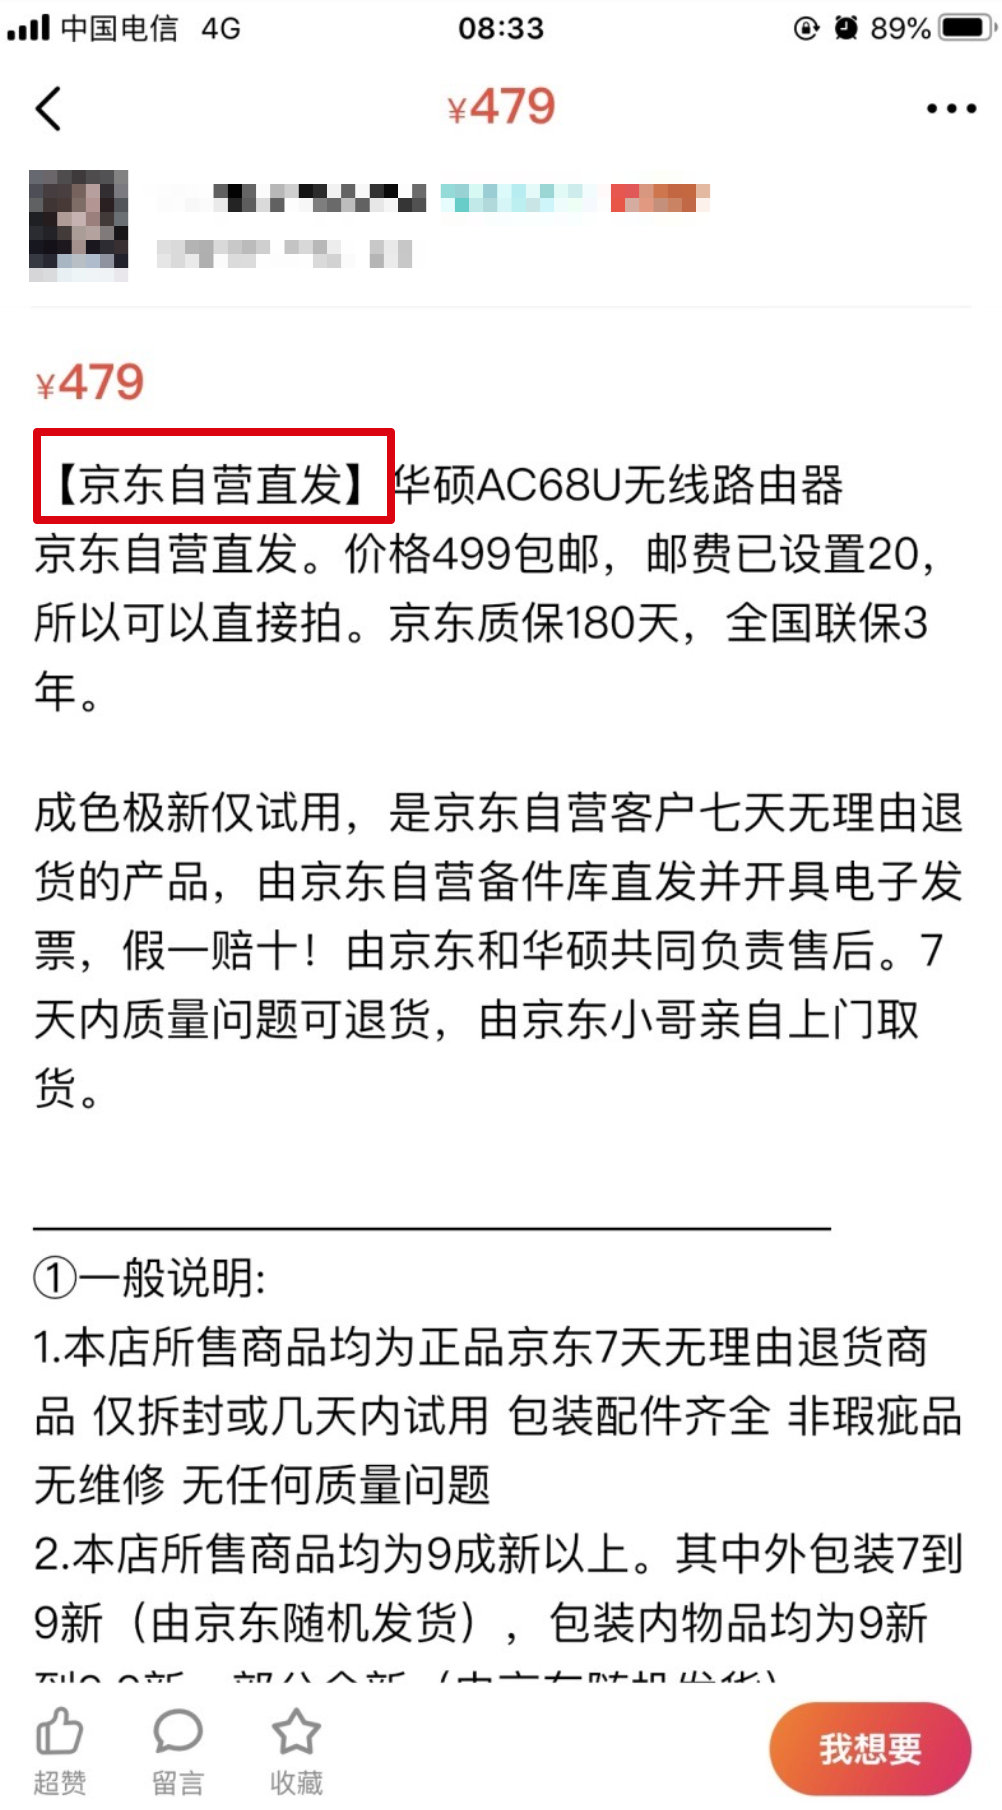 中国电信 4G 08:33 89%
¥479
¥479
【京东自营直发】华硕AC68U无线路由器
京东自营直发。价格499包邮，邮费已设置20，
所以可以直接拍。京东质保180天，全国联保3
年。
成色极新仅试用，是京东自营客户七天无理由退
货的产品，由京东自营备件库直发并开具电子发
票，假一赔十！由京东和华硕共同负责售后。7
天内质量问题可退货，由京东小哥亲自上门取
货。
①一般说明:
1.本店所售商品均为正品京东7天无理由退货商
品 仅拆封或几天内试用 包装配件齐全 非瑕疵品
无维修 无任何质量问题
2.本店所售商品均为9成新以上。其中外包装7到
9新（由京东随机发货），包装内物品均为9新
超赞 留言 收藏 我想要